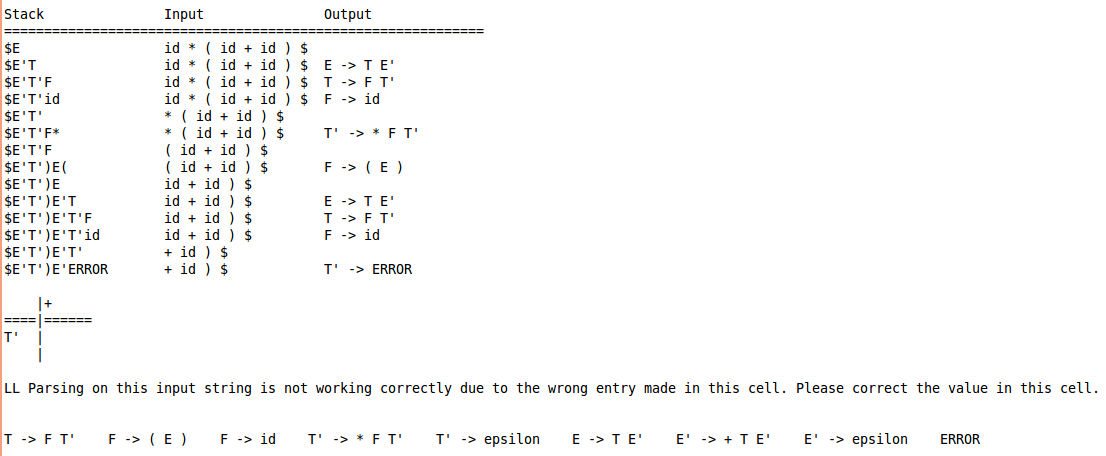 Stack               Input               Output
============================================================
$E                  id * ( id + id ) $
$E'T                id * ( id + id ) $  E -> T E'
$E'T'F              id * ( id + id ) $  T -> F T'
$E'T'id             id * ( id + id ) $  F -> id
$E'T'               * ( id + id ) $
$E'T'F*             * ( id + id ) $     T' -> * F T'
$E'T'F              ( id + id ) $
$E'T')E(            ( id + id ) $       F -> ( E )
$E'T')E             id + id ) $
$E'T')E'T           id + id ) $         E -> T E'
$E'T')E'T'F         id + id ) $         T -> F T'
$E'T')E'T'id        id + id ) $         F -> id
$E'T')E'T'          + id ) $
$E'T')E'ERROR       + id ) $            T' -> ERROR
    |+
====|======
T'  |
    |
LL Parsing on this input string is not working correctly due to the wrong entry made in this cell. Please correct the value in this cell.
T -> F T'    F -> ( E )    F -> id    T' -> * F T'    T' -> epsilon    E -> T E'    E' -> + T E'    E' -> epsilon    ERROR